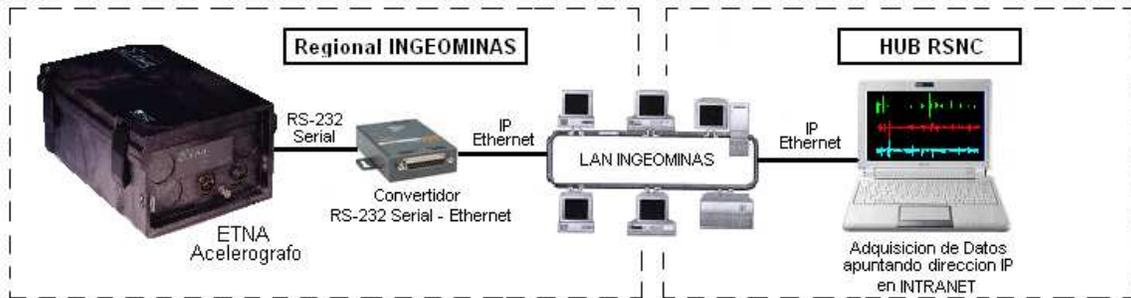 Regional INGEOMINAS
HUB RSNC
RS-232
Serial
IP
Ethernet
LAN INGEOMINAS
IP
Ethernet
Convertidor
RS-232 Serial - Ethernet
ETNA
Acelerografo
Adquisicion de Datos
apuntando direccion IP
en INTRANET